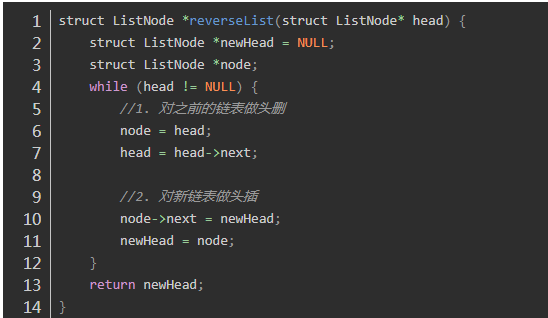 1 struct ListNode *reverseList(struct ListNode* head) {
2     struct ListNode *newHead = NULL;
3     struct ListNode *node;
4     while (head != NULL) {
5         //1. 对之前的链表做头删
6         node = head;
7         head = head->next;
8
9         //2. 对新链表做头插
10         node->next = newHead;
11         newHead = node;
12     }
13     return newHead;
14 }